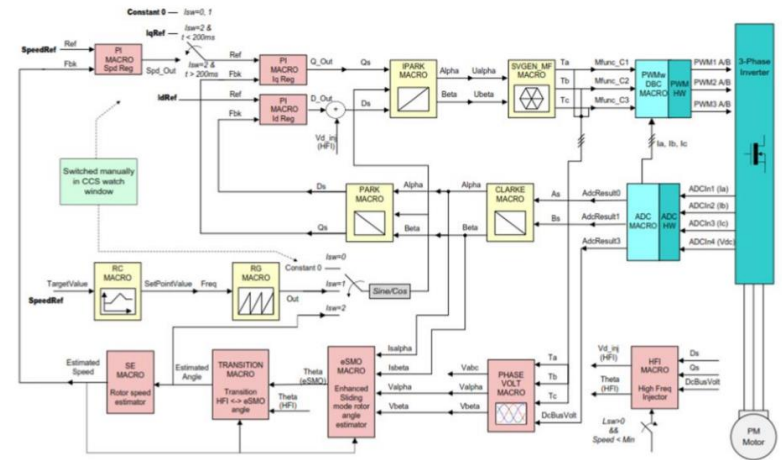 Constant 0 Isw=0, 1
IqRef
Isw=2 &
t < 200ms
Isw=2 &
t > 200ms
SpeedRef
Ref
Fbk
PI
MACRO
Spd Reg
Spd_Out
Ref
Fbk
PI
MACRO
Iq Reg
Q_Out
Qs
idRef
Ref
Fbk
PI
MACRO
Id Reg
D_Out
+
Ds
Vd_inj
(HFI)
IPARK
MACRO
Alpha
Ualpha
Beta
Ubeta
SVGEN_MF
MACRO
Ta
Tb
Tc
Mfunc_C1
Mfunc_C2
Mfunc_C3
PWMw
DBC
MACRO
PWM
HW
PWM1 A/B
PWM2 A/B
PWM3 A/B
3-Phase
Inverter
Ia, Ib, Ic
Switched manually
in CCS watch
window
Ds
Qs
PARK
MACRO
Alpha
Beta
Alpha
Beta
CLARKE
MACRO
As
Bs
AdcResult0
AdcResult1
AdcResult3
ADC
MACRO
ADC
HW
ADCIn1 (Ia)
ADCIn2 (Ib)
ADCIn3 (Ic)
ADCIn4 (Vdc)
TargetValue
SpeedRef
RC
MACRO
SetPointValue
Freq
RG
MACRO
Out
Constant 0
Isw=0
Isw=1
Isw=2
Sine/Cos
Estimated
Speed
SE
MACRO
Rotor speed
estimator
Estimated
Angle
TRANSITION
MACRO
Transition
HFI <-> eSMO
angle
Theta
(eSMO)
Theta
(HFI)
eSMO
MACRO
Enhanced
Sliding
mode rotor
angle
estimator
Isalpha
Isbeta
Valpha
Vbeta
Vabc
Valpha
Vbeta
PHASE
VOLT
MACRO
Ta
Tb
Tc
DcBusVolt
Vd_inj
(HFI)
Theta
(HFI)
HFI
MACRO
High Freq
Injector
Ds
Qs
DcBusVolt
Lsw>0
&&
Speed < Min
PM
Motor